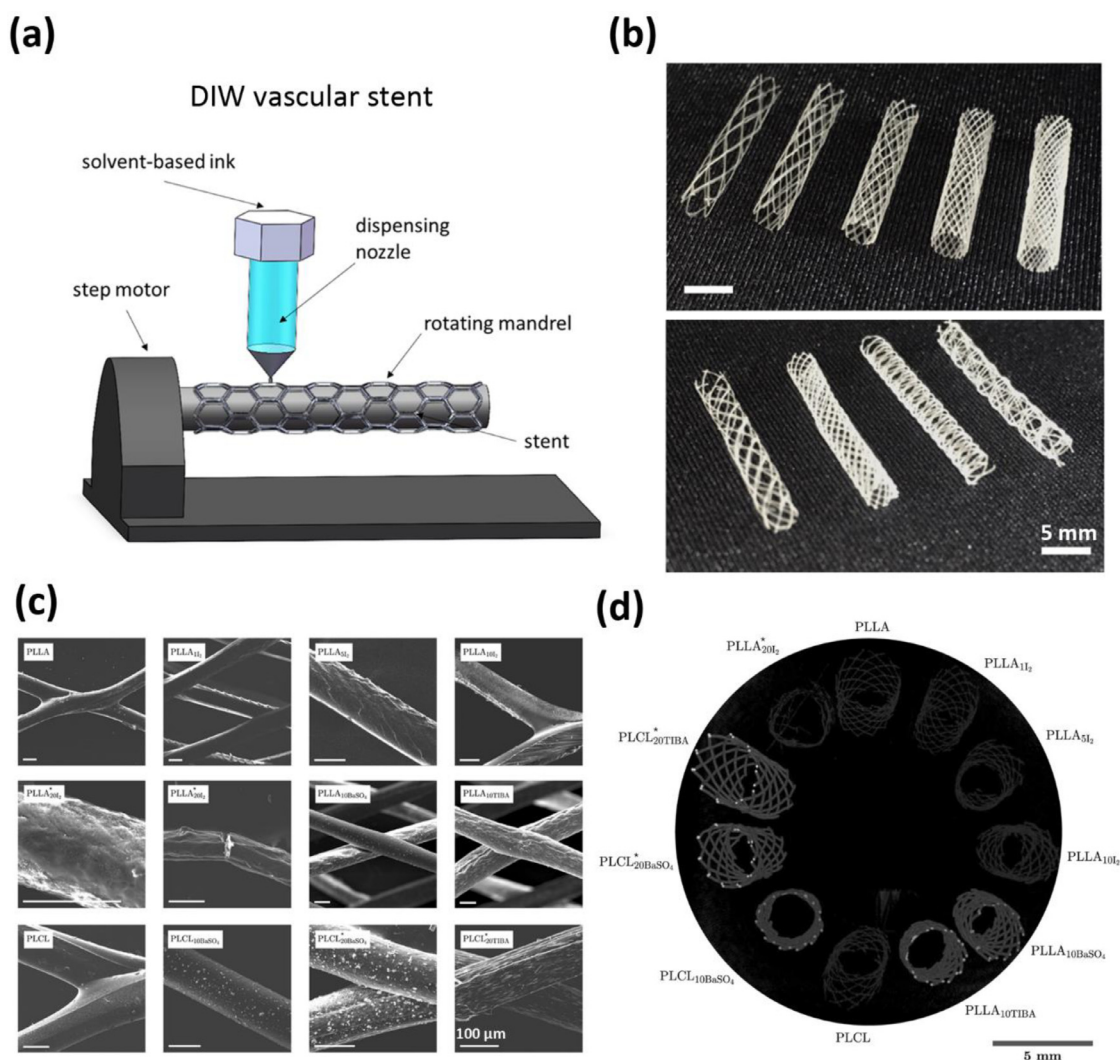 (a)
DIW vascular stent
solvent-based ink
dispensing
nozzle
step motor
rotating mandrel
stent
(b)
5 mm
(c)
PLLA
PLLA₁I₂
PLLA₅I₂
PLLA₁₀I₂
PLLA*₂₀I₂
PLLA*₂₀I₂
PLLA₁₀BaSO₄
PLLA₁₀TIBA
PLCL
PLCL₁₀BaSO₄
PLCL*₂₀BaSO₄
PLCL*₂₀TIBA
100 μm
(d)
PLLA
PLLA*₂₀I₂
PLLA₁I₂
PLCL*₂₀TIBA
PLLA₅I₂
PLCL*₂₀BaSO₄
PLLA₁₀I₂
PLCL₁₀BaSO₄
PLLA₁₀BaSO₄
PLCL
PLLA₁₀TIBA
5 mm